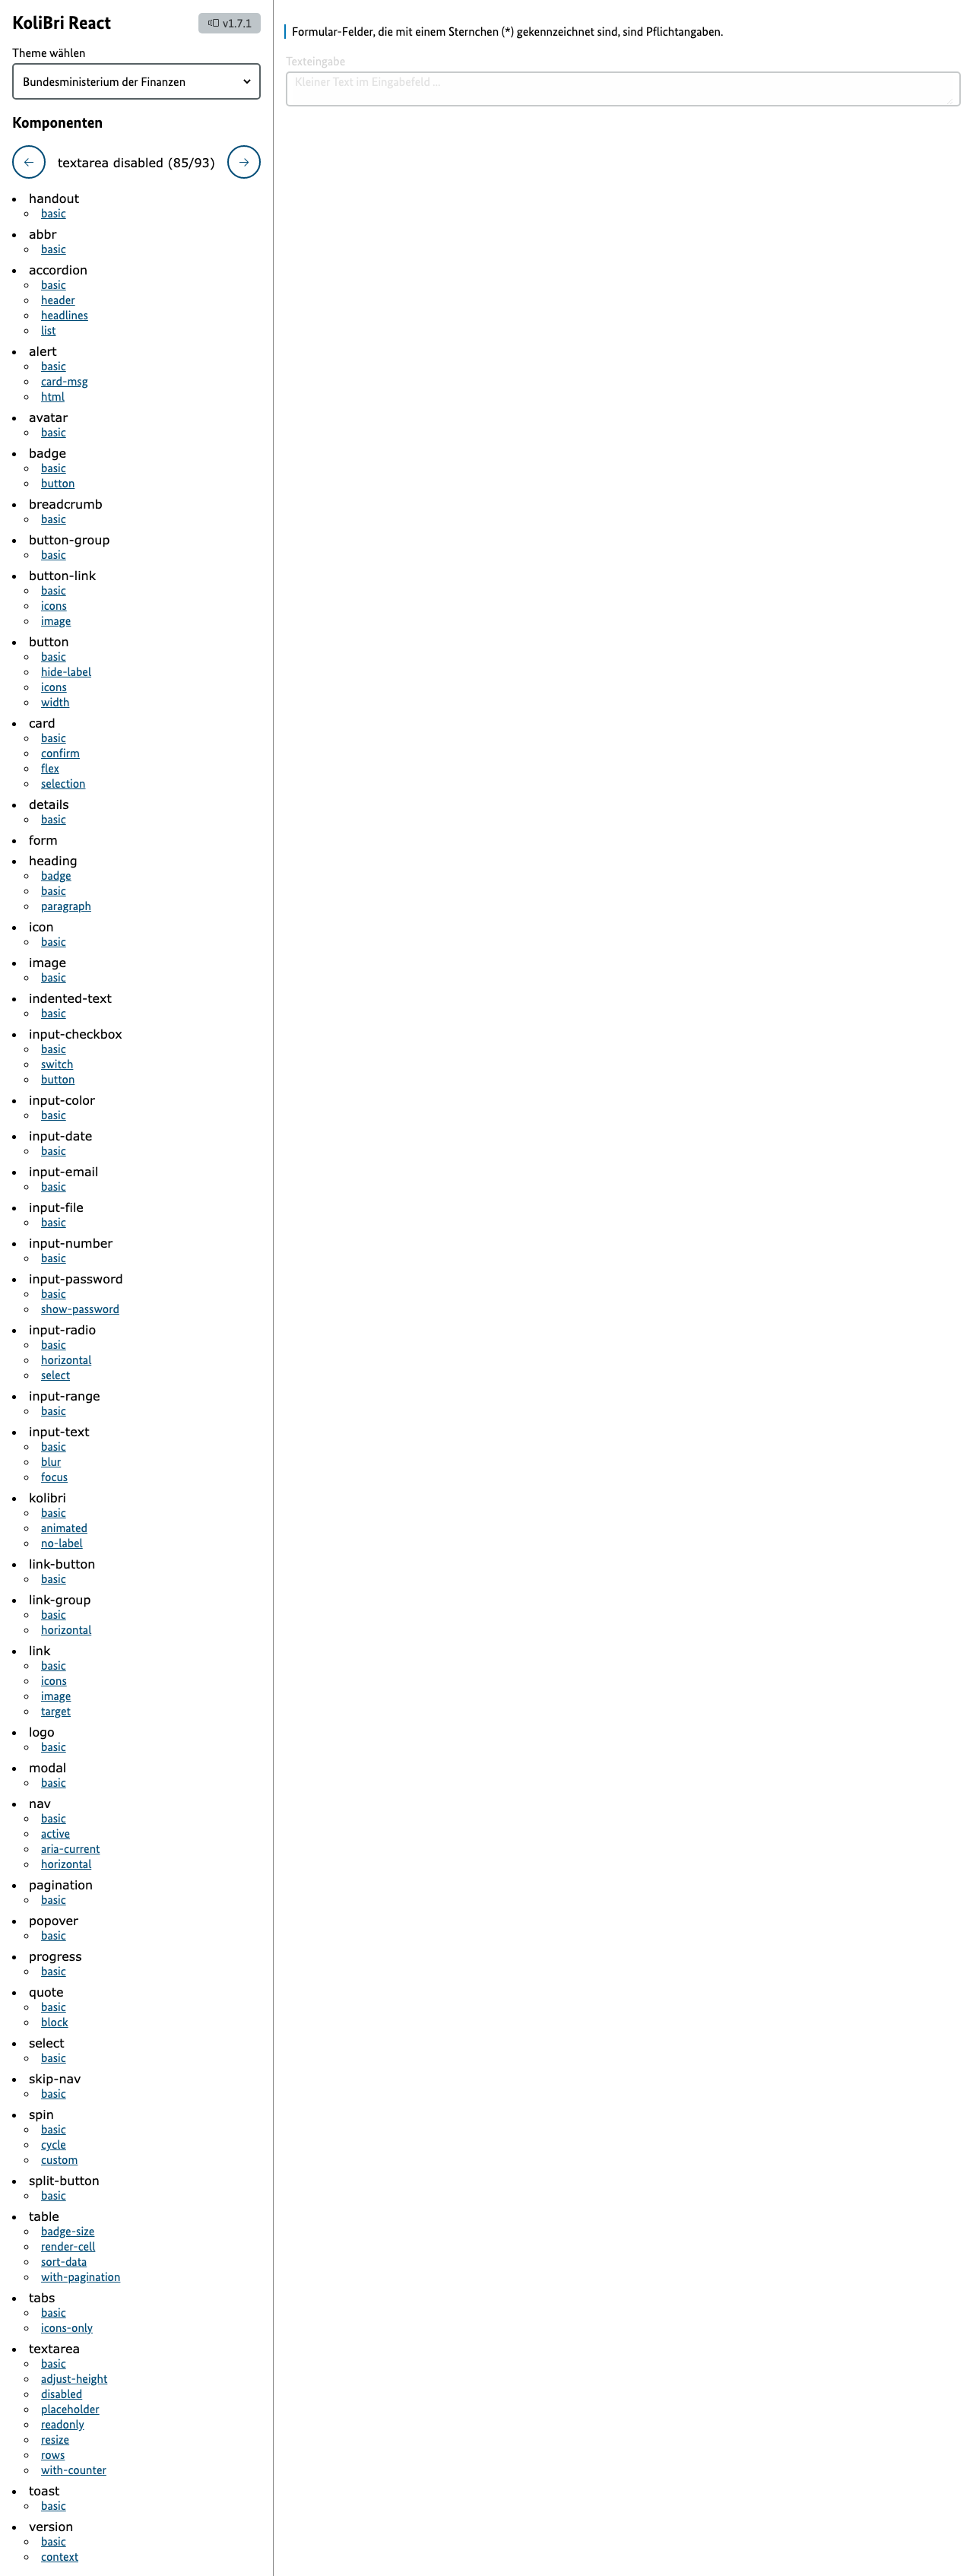 KoliBri React
v1.7.1
Theme wählen
Bundesministerium der Finanzen
Komponenten
textarea disabled (85/93)
handout
basic
abbr
basic
accordion
basic
header
headlines
list
alert
basic
card-msg
html
avatar
basic
badge
basic
button
breadcrumb
basic
button-group
basic
button-link
basic
icons
image
button
basic
hide-label
icons
width
card
basic
confirm
flex
selection
details
basic
form
heading
badge
basic
paragraph
icon
basic
image
basic
indented-text
basic
input-checkbox
basic
switch
button
input-color
basic
input-date
basic
input-email
basic
input-file
basic
input-number
basic
input-password
basic
show-password
input-radio
basic
horizontal
select
input-range
basic
input-text
basic
blur
focus
kolibri
basic
animated
no-label
link-button
basic
link-group
basic
horizontal
link
basic
icons
image
target
logo
basic
modal
basic
nav
basic
active
aria-current
horizontal
pagination
basic
popover
basic
progress
basic
quote
basic
block
select
basic
skip-nav
basic
spin
basic
cycle
custom
split-button
basic
table
badge-size
render-cell
sort-data
with-pagination
tabs
basic
icons-only
textarea
basic
adjust-height
disabled
placeholder
readonly
resize
rows
with-counter
toast
basic
version
basic
context
Formular-Felder, die mit einem Sternchen (*) gekennzeichnet sind, sind Pflichtangaben.
Texteingabe
Kleiner Text im Eingabefeld ...